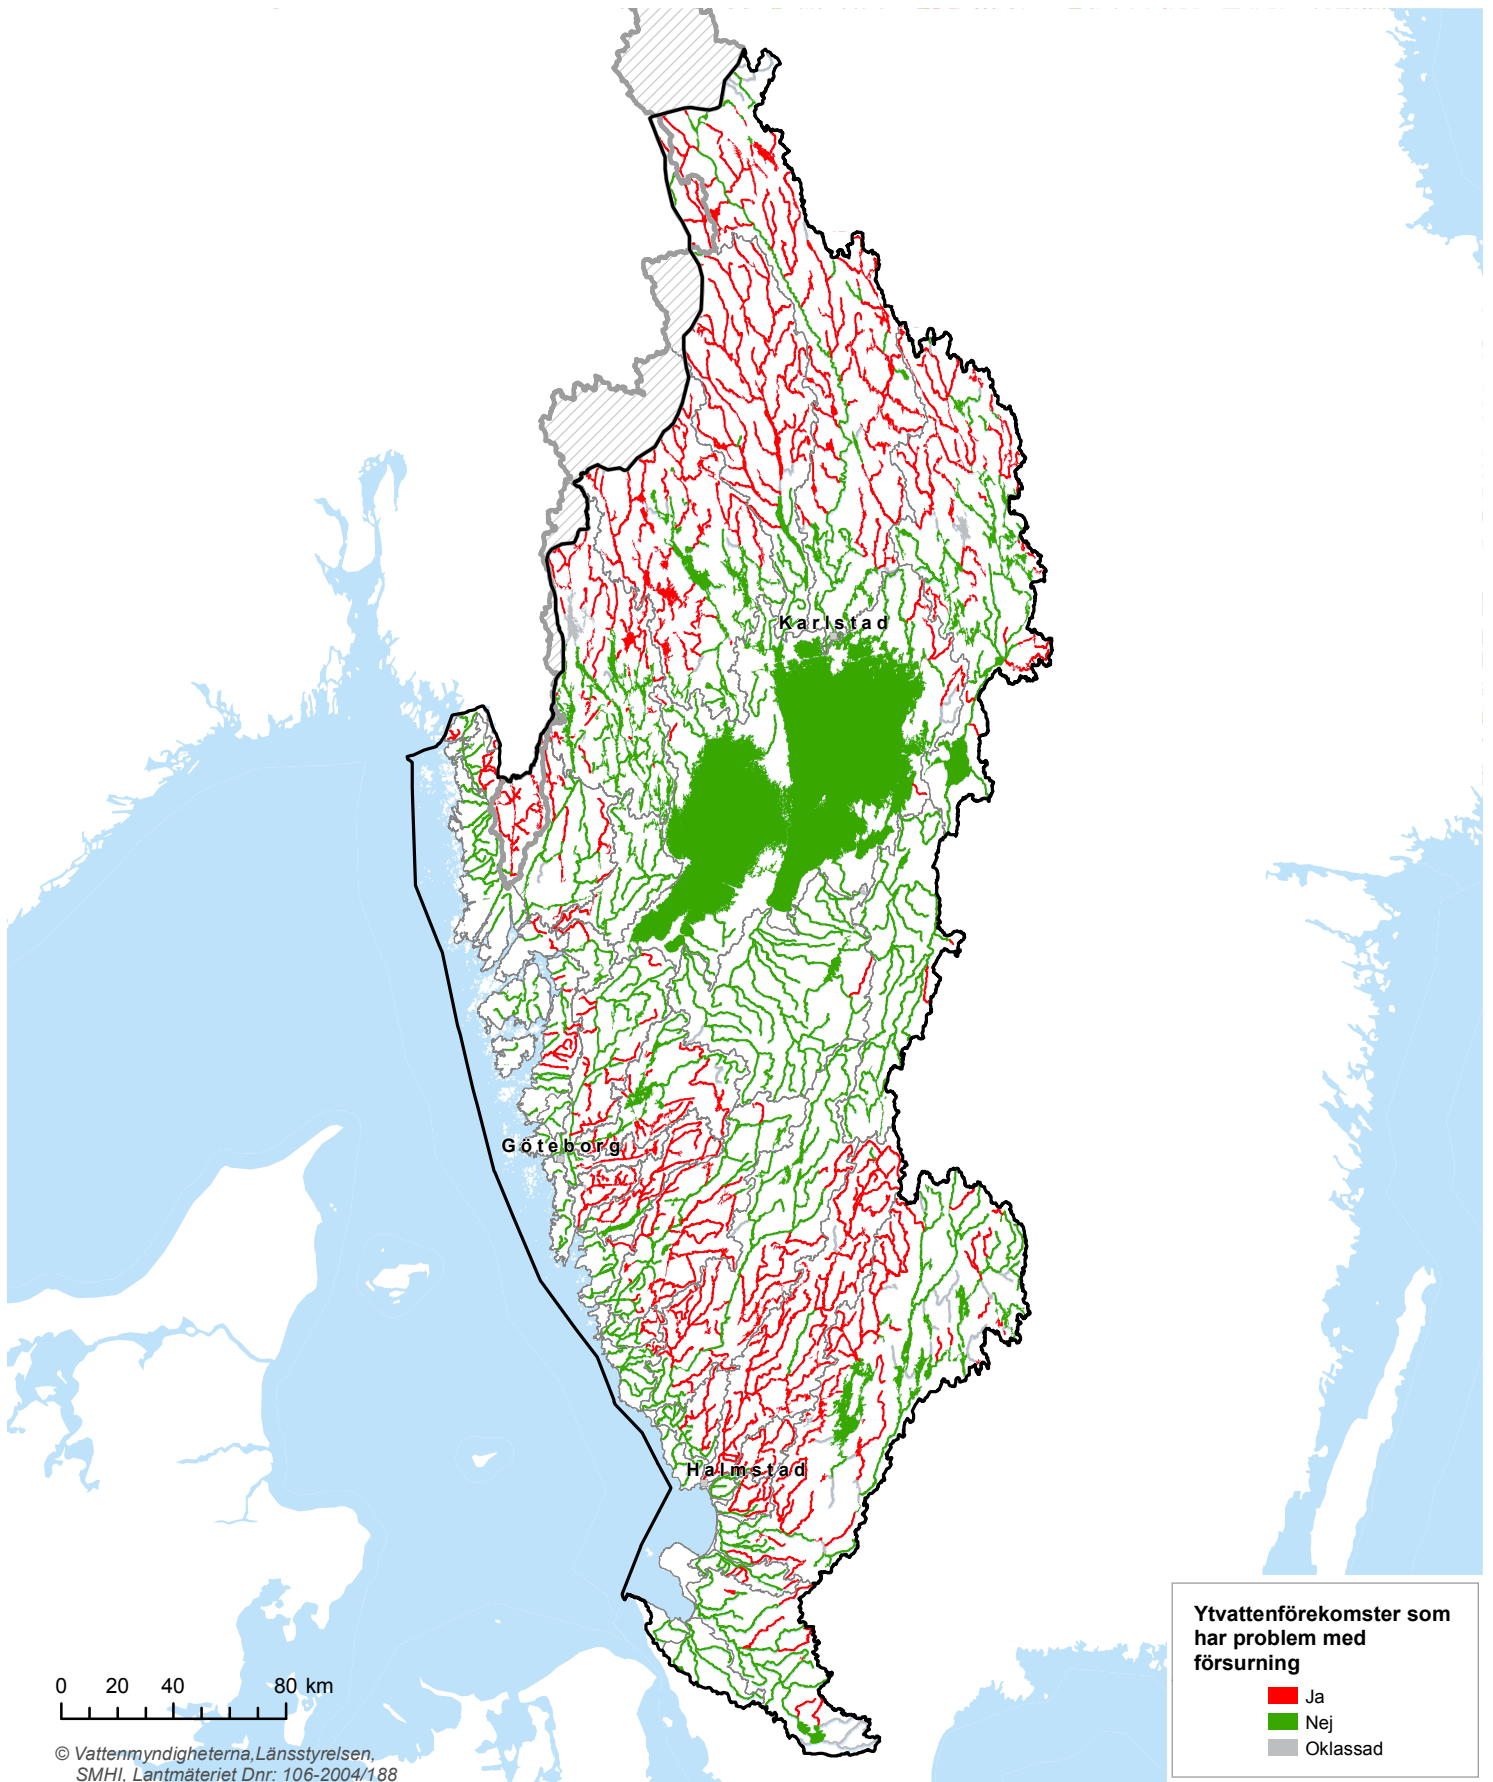 Karlstad
Göteborg
Halmstad
Ytvattenförekomster som
har problem med
försurning
Ja
Nej
Oklassad
0 20 40 80 km
© Vattenmyndigheterna,Länsstyrelsen,
SMHI, Lantmäteriet Dnr: 106-2004/188